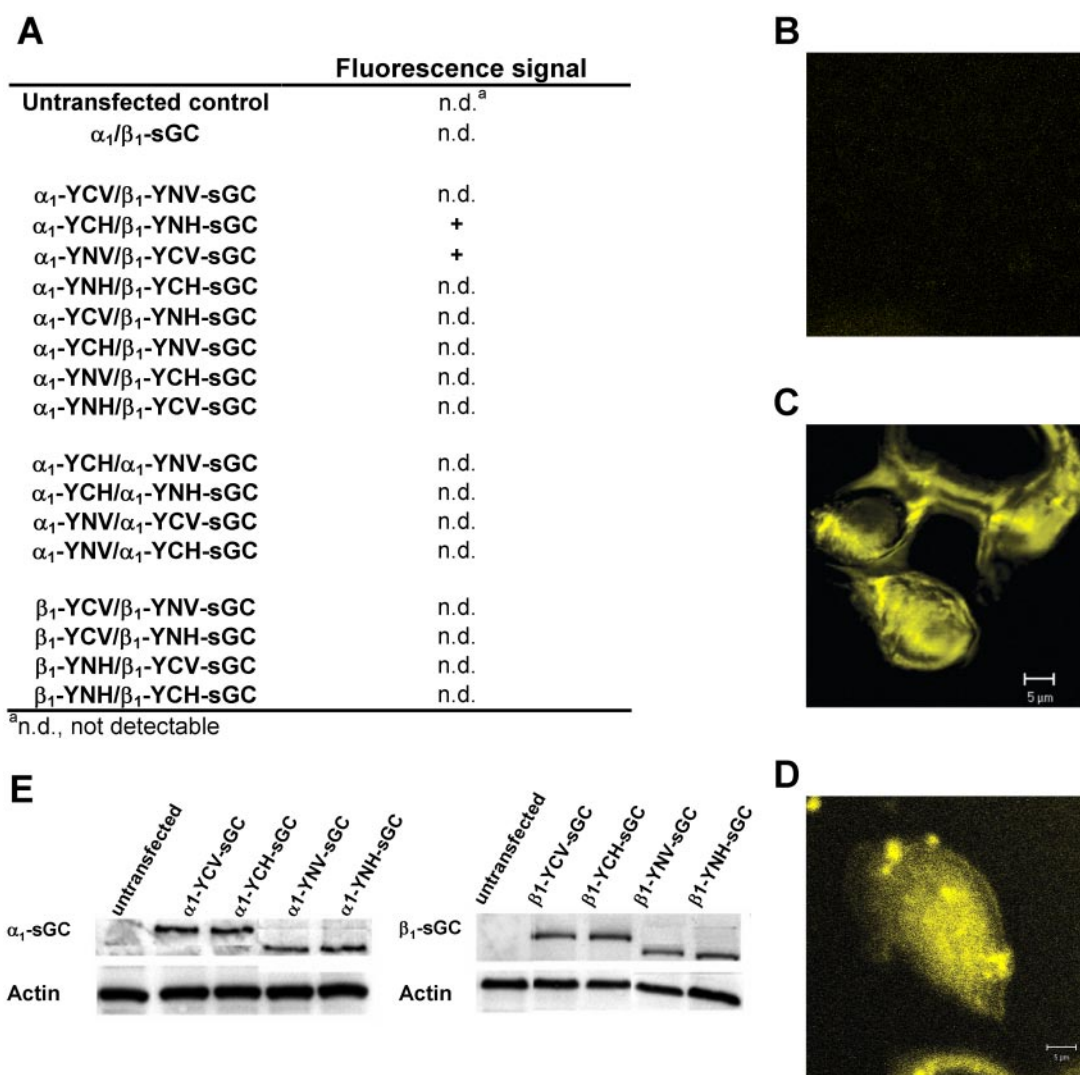 A
Fluorescence signal
Untransfected control n.d.ᵃ
α₁/β₁-sGC n.d.
α₁-YCV/β₁-YNV-sGC n.d.
α₁-YCH/β₁-YNH-sGC +
α₁-YNV/β₁-YCV-sGC +
α₁-YNH/β₁-YCH-sGC n.d.
α₁-YCV/β₁-YNH-sGC n.d.
α₁-YCH/β₁-YNV-sGC n.d.
α₁-YNV/β₁-YCH-sGC n.d.
α₁-YNH/β₁-YCV-sGC n.d.
α₁-YCH/α₁-YNV-sGC n.d.
α₁-YCH/α₁-YNH-sGC n.d.
α₁-YNV/α₁-YCV-sGC n.d.
α₁-YNV/α₁-YCH-sGC n.d.
β₁-YCV/β₁-YNV-sGC n.d.
β₁-YCV/β₁-YNH-sGC n.d.
β₁-YNH/β₁-YCV-sGC n.d.
β₁-YNH/β₁-YCH-sGC n.d.
ᵃn.d., not detectable
B
C
5 µm
D
5 µm
E
untransfected
α1-YCV-sGC
α1-YCH-sGC
α1-YNV-sGC
α1-YNH-sGC
α₁-sGC
Actin
untransfected
β1-YCV-sGC
β1-YCH-sGC
β1-YNV-sGC
β1-YNH-sGC
β₁-sGC
Actin